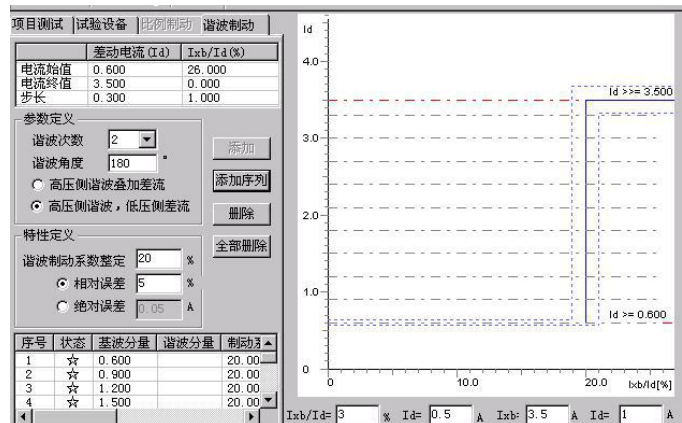 项目测试 试验设备 比例制动 谐波制动
差动电流(Id) Ixb/Id(%)
电流始值 0.600 26.000
电流终值 3.500 0.000
步长 0.300 1.000
参数定义
谐波次数 2
谐波角度 180 °
高压侧谐波叠加差流
高压侧谐波，低压侧差流
添加
添加序列
删除
全部删除
特性定义
谐波制动系数整定 20 %
相对误差 5 %
绝对误差 0.05 A
序号 状态 基波分量 谐波分量 制动系
1 ☆ 0.600 20.00
2 ☆ 0.900 20.00
3 ☆ 1.200 20.00
4 ☆ 1.500 20.00
Id
4.0
3.0
2.0
1.0
0
Id >>= 3.500
Id >= 0.600
0 10.0 20.0 Ixb/Id[%]
Ixb/Id= 3 % Id= 0.5 A Ixb= 3.5 A Id= 1 A